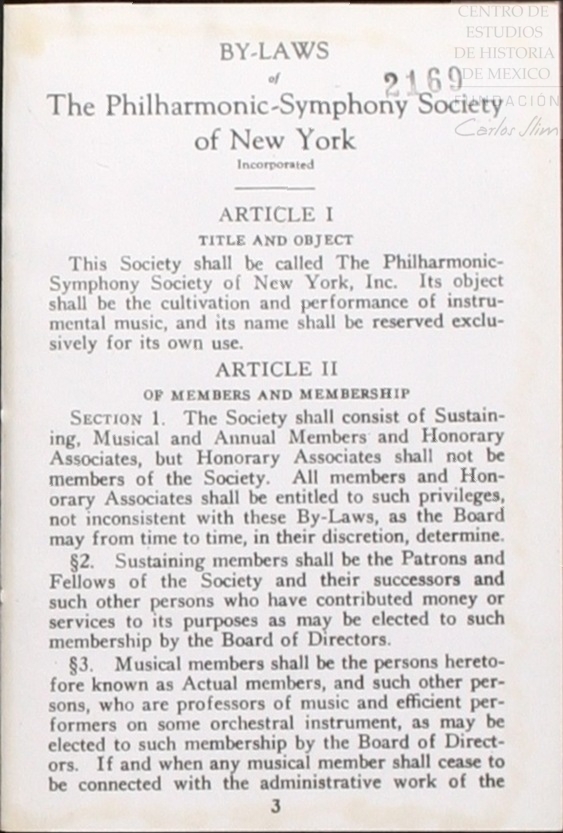 CENTRO DE
ESTUDIOS
DE HISTORIA
DE MEXICO
FUNDACIÓN
Carlos Slim
BY-LAWS
of
2169
The Philharmonic-Symphony Society
of New York
Incorporated
ARTICLE I
TITLE AND OBJECT
This Society shall be called The Philharmonic-
Symphony Society of New York, Inc. Its object
shall be the cultivation and performance of instru-
mental music, and its name shall be reserved exclu-
sively for its own use.
ARTICLE II
OF MEMBERS AND MEMBERSHIP
SECTION 1. The Society shall consist of Sustain-
ing, Musical and Annual Members and Honorary
Associates, but Honorary Associates shall not be
members of the Society. All members and Hon-
orary Associates shall be entitled to such privileges,
not inconsistent with these By-Laws, as the Board
may from time to time, in their discretion, determine.
§2. Sustaining members shall be the Patrons and
Fellows of the Society and their successors and
such other persons who have contributed money or
services to its purposes as may be elected to such
membership by the Board of Directors.
§3. Musical members shall be the persons hereto-
fore known as Actual members, and such other per-
sons, who are professors of music and efficient per-
formers on some orchestral instrument, as may be
elected to such membership by the Board of Direct-
ors. If and when any musical member shall cease to
be connected with the administrative work of the
3